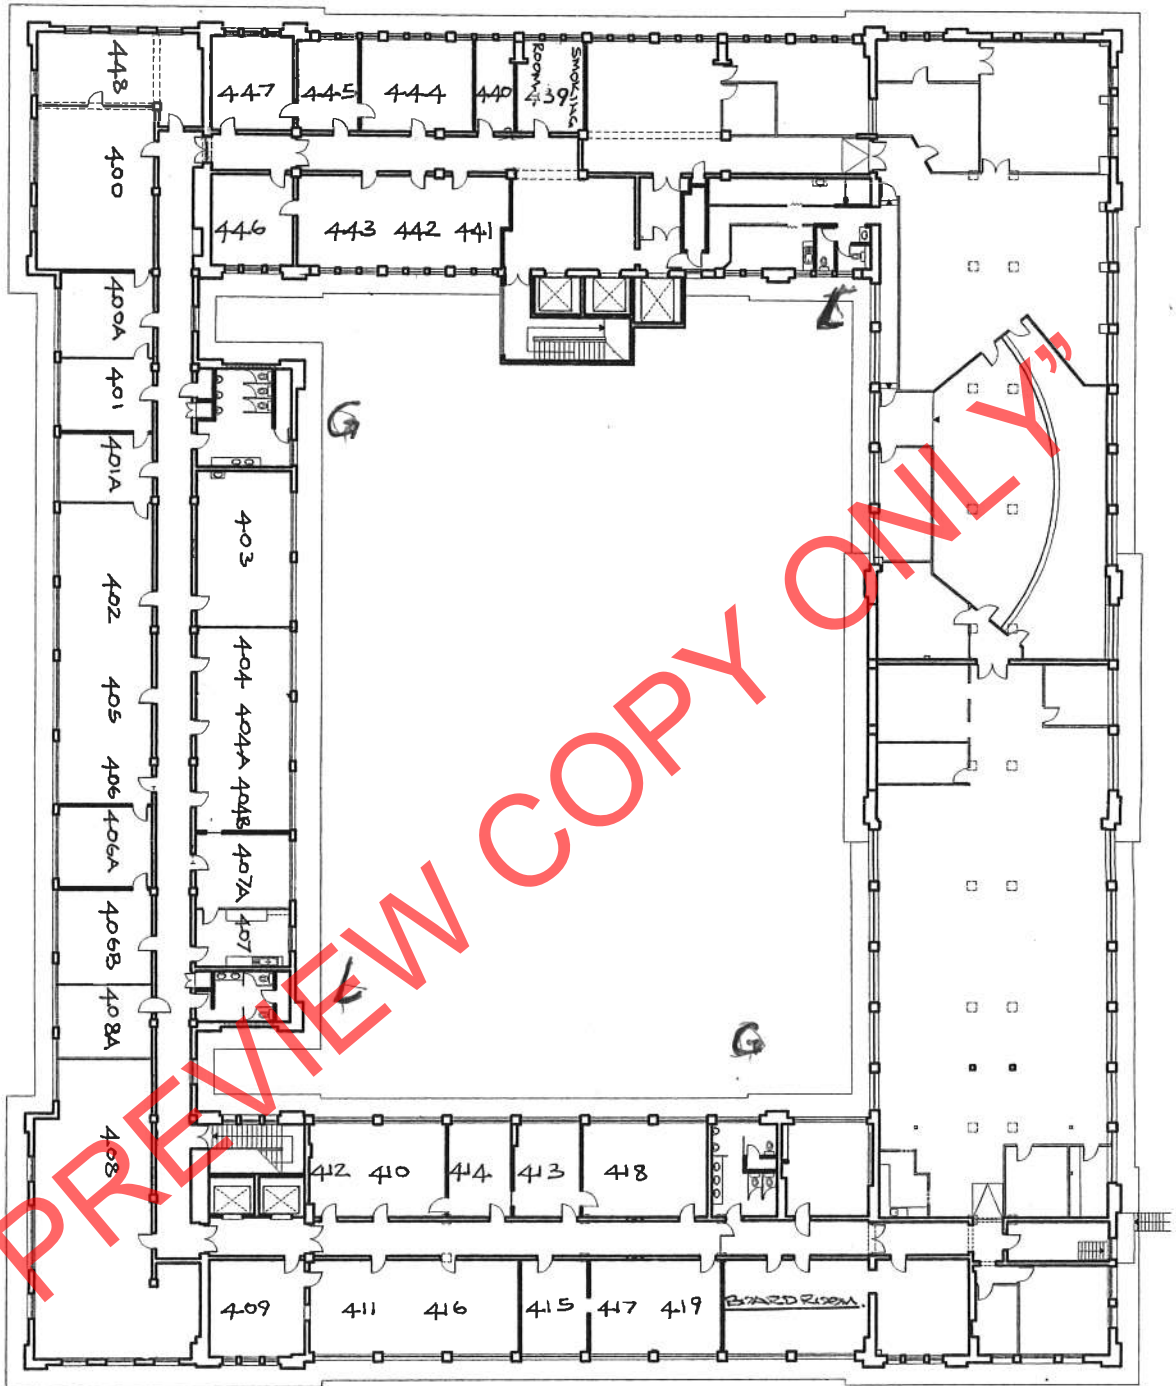 448
447
445
444
440
SMOKING
ROOM
439
400
446
443 442 441
400A
401
401A
G
L
403
402
404 404A 404B
405
406
406A
407A
407
406B
408A
L
G
408
412 410 414 413 418
409 411 416 415 417 419
BOARD ROOM.
PREVIEW COPY ONLY”